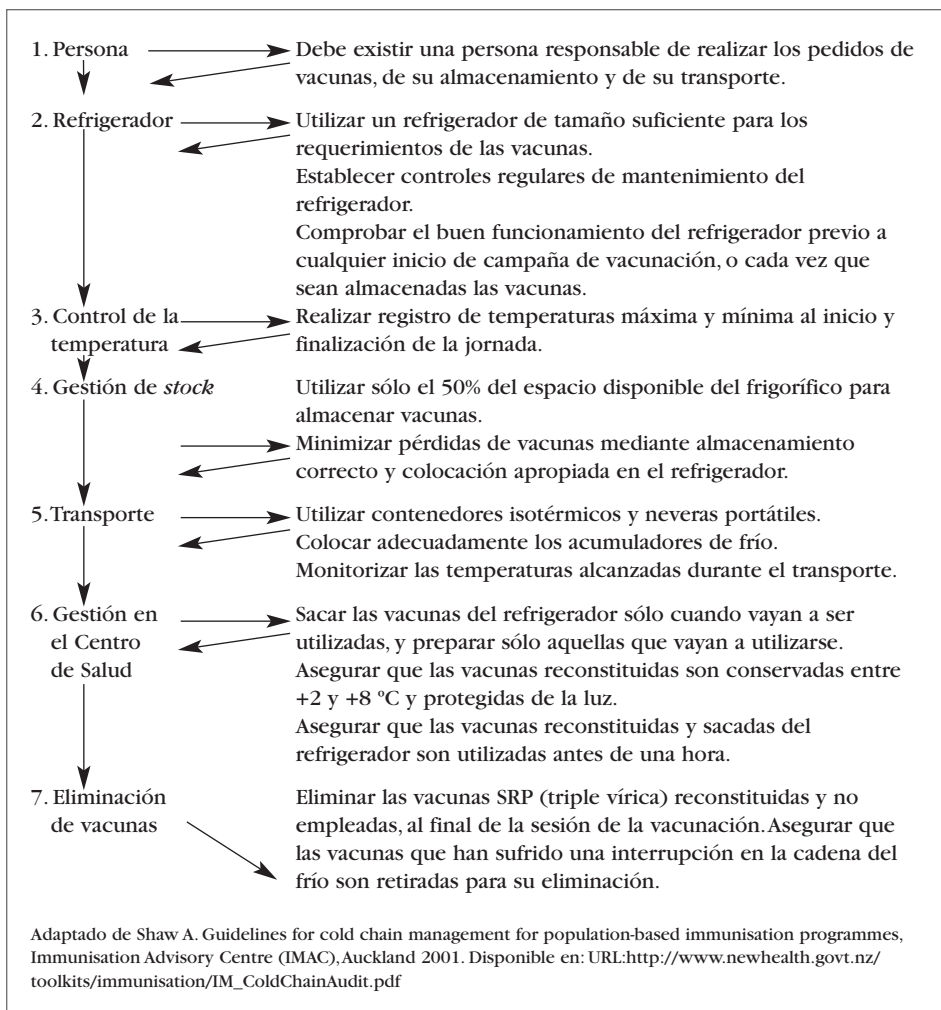 1. Persona
Debe existir una persona responsable de realizar los pedidos de
vacunas, de su almacenamiento y de su transporte.
2. Refrigerador
Utilizar un refrigerador de tamaño suficiente para los
requerimientos de las vacunas.
Establecer controles regulares de mantenimiento del
refrigerador.
Comprobar el buen funcionamiento del refrigerador previo a
cualquier inicio de campaña de vacunación, o cada vez que
sean almacenadas las vacunas.
3. Control de la
temperatura
Realizar registro de temperaturas máxima y mínima al inicio y
finalización de la jornada.
4. Gestión de stock
Utilizar sólo el 50% del espacio disponible del frigorífico para
almacenar vacunas.
Minimizar pérdidas de vacunas mediante almacenamiento
correcto y colocación apropiada en el refrigerador.
5. Transporte
Utilizar contenedores isotérmicos y neveras portátiles.
Colocar adecuadamente los acumuladores de frío.
Monitorizar las temperaturas alcanzadas durante el transporte.
6. Gestión en
el Centro
de Salud
Sacar las vacunas del refrigerador sólo cuando vayan a ser
utilizadas, y preparar sólo aquellas que vayan a utilizarse.
Asegurar que las vacunas reconstituidas son conservadas entre
+2 y +8 ºC y protegidas de la luz.
Asegurar que las vacunas reconstituidas y sacadas del
refrigerador son utilizadas antes de una hora.
7. Eliminación
de vacunas
Eliminar las vacunas SRP (triple vírica) reconstituidas y no
empleadas, al final de la sesión de la vacunación. Asegurar que
las vacunas que han sufrido una interrupción en la cadena del
frío son retiradas para su eliminación.
Adaptado de Shaw A. Guidelines for cold chain management for population-based immunisation programmes,
Immunisation Advisory Centre (IMAC), Auckland 2001. Disponible en: URL:http://www.newhealth.govt.nz/
toolkits/immunisation/IM_ColdChainAudit.pdf